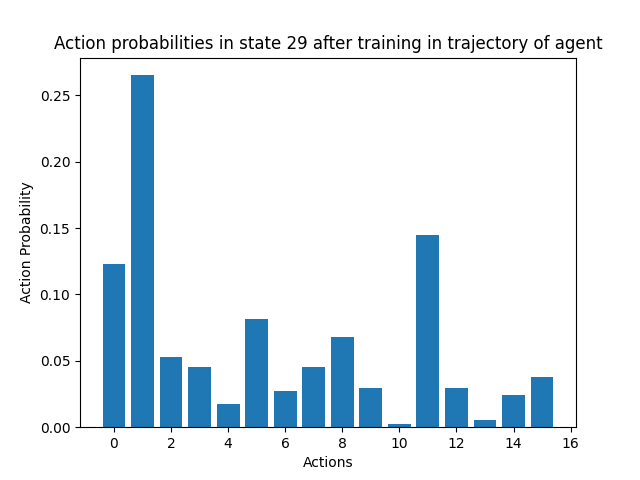 Action probabilities in state 29 after training in trajectory of agent
0.25
0.20
0.15
0.10
0.05
0.00
Action Probability
0 2 4 6 8 10 12 14 16
Actions